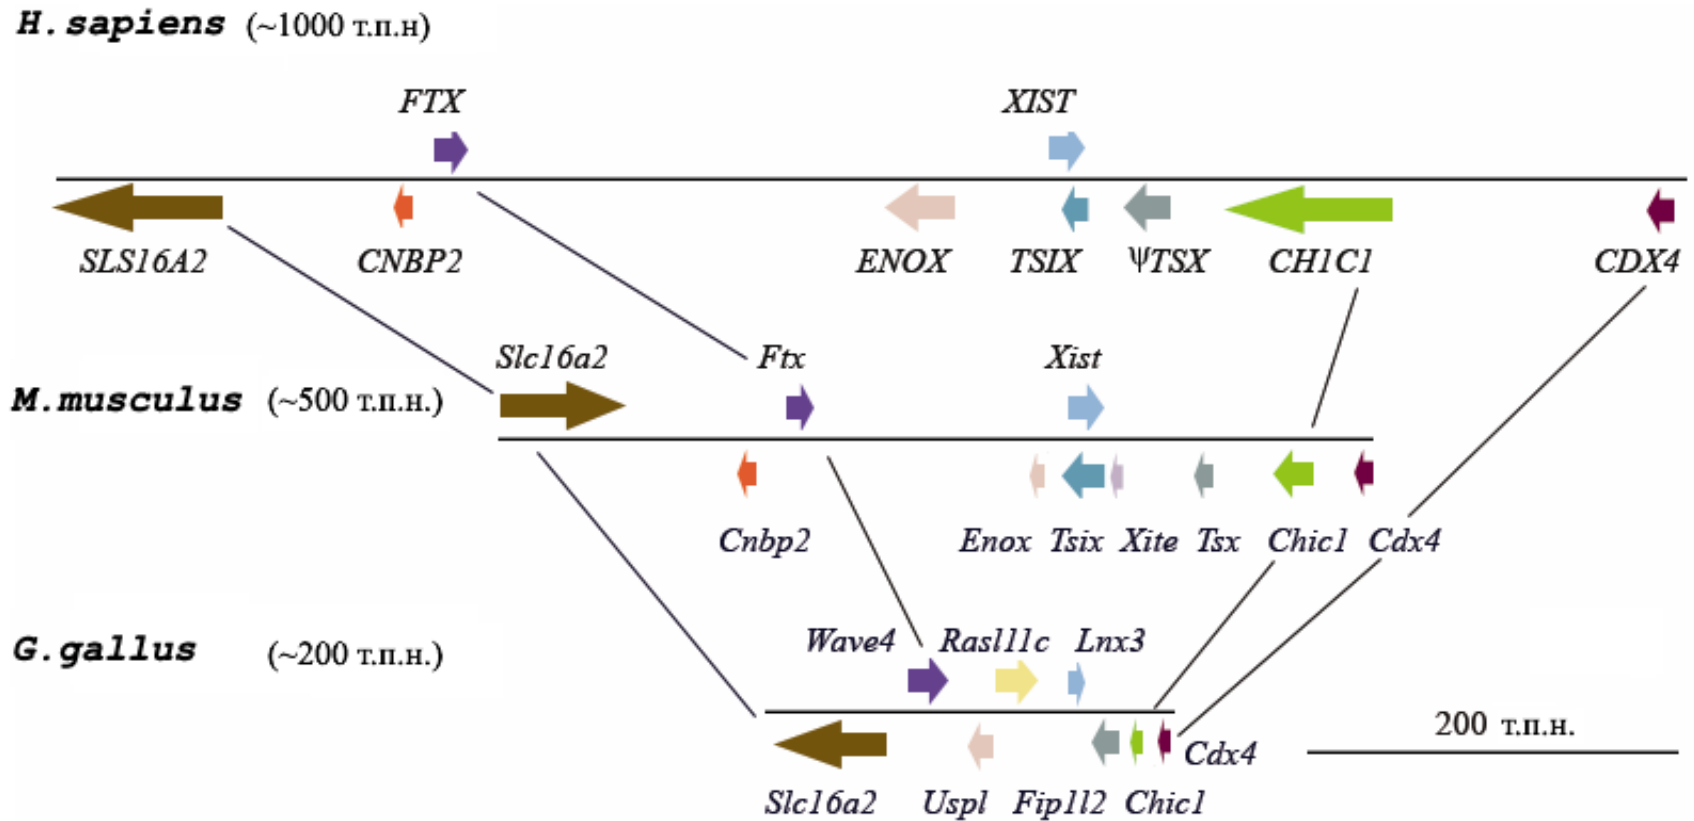 H.sapiens (~1000 т.п.н)
FTX XIST
SLS16A2 CNBP2 ENOX TSIX ΨTSX CH1C1 CDX4
Slc16a2 Ftx Xist
M.musculus (~500 т.п.н.)
Cnbp2 Enox Tsix Xite Tsx Chic1 Cdx4
Wave4 Rasl11c Lnx3
G.gallus (~200 т.п.н.)
200 т.п.н.
Cdx4
Slc16a2 Uspl Fip1l2 Chic1